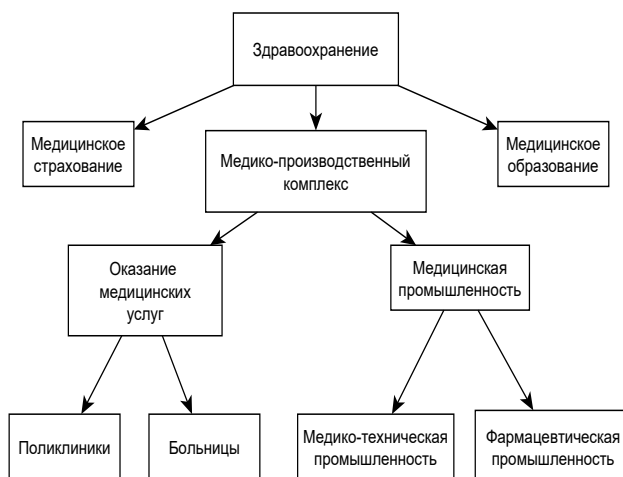 Здравоохранение
Медицинское
страхование
Медико-производственный
комплекс
Медицинское
образование
Оказание
медицинских
услуг
Медицинская
промышленность
Поликлиники
Больницы
Медико-техническая
промышленность
Фармацевтическая
промышленность